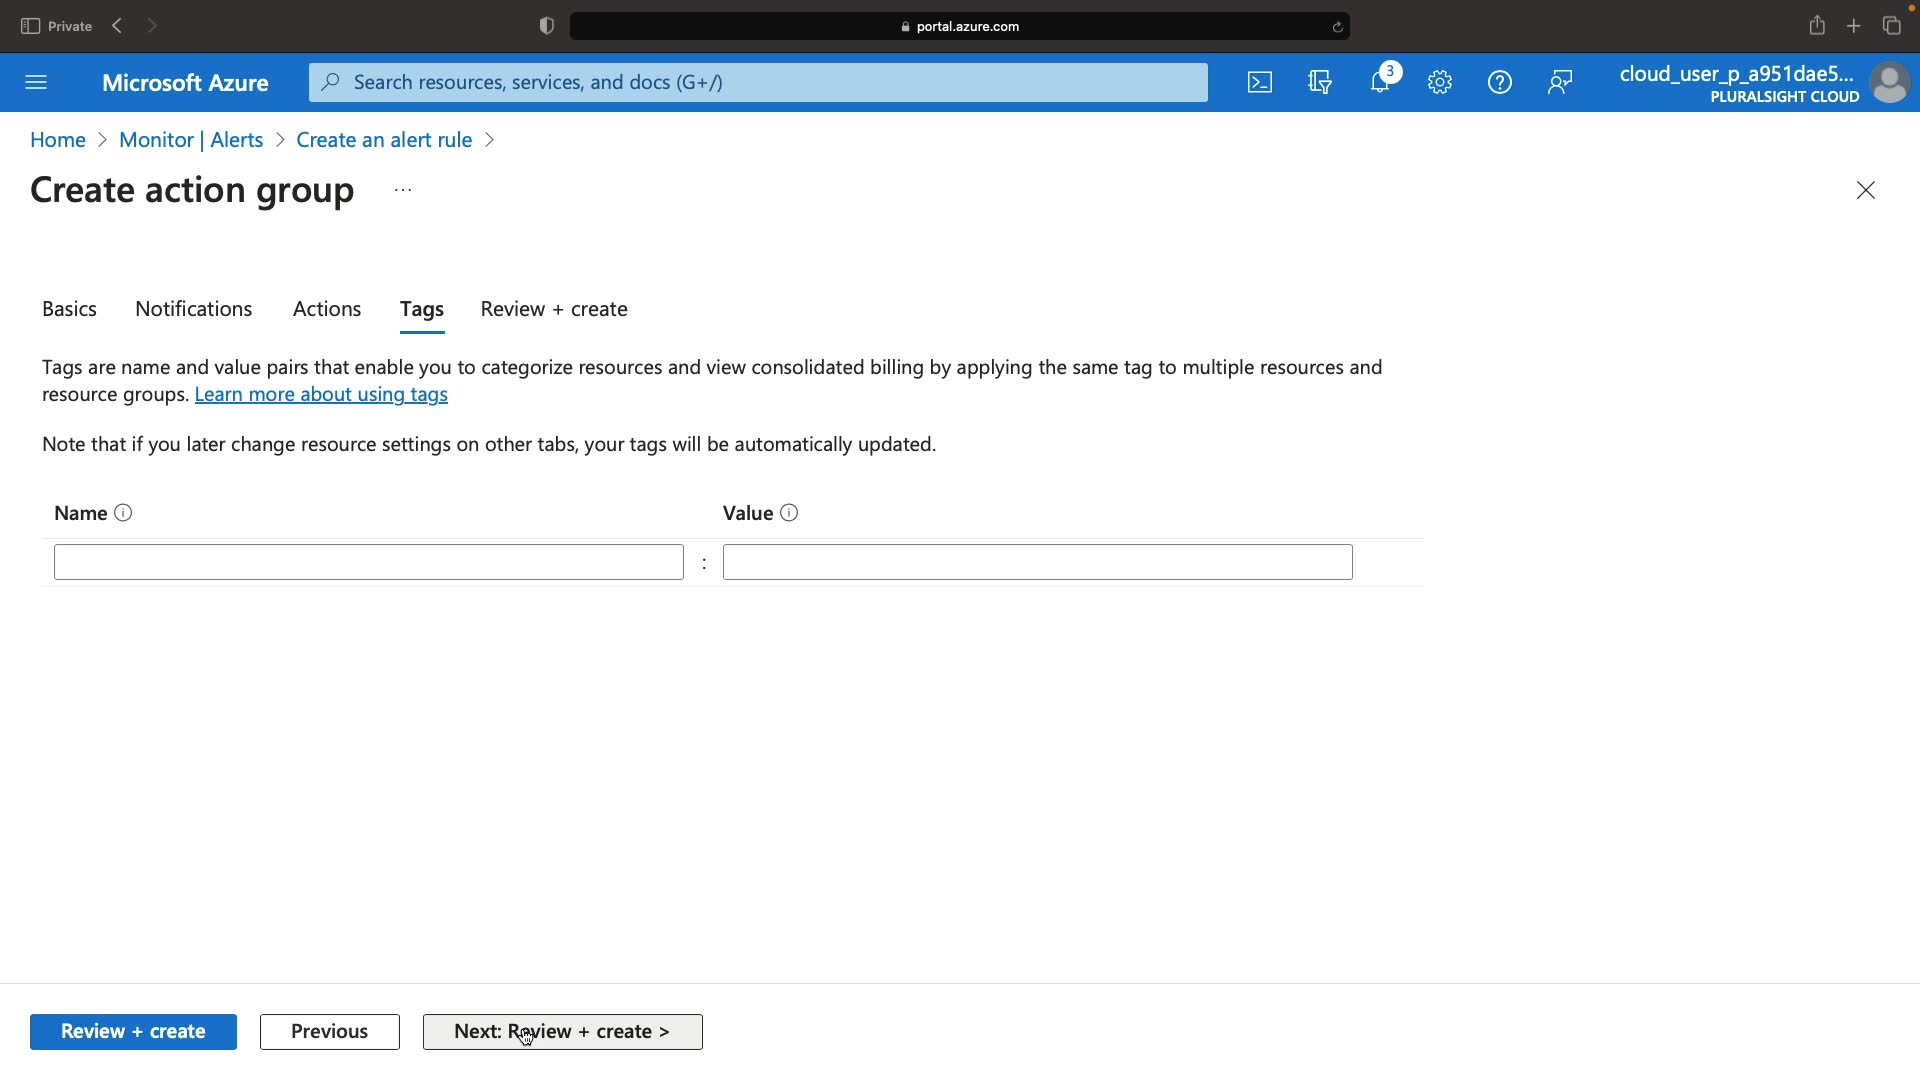 Private
portal.azure.com
Microsoft Azure
Search resources, services, and docs (G+/)
3
cloud_user_p_a951dae5...
PLURALSIGHT CLOUD
Home > Monitor | Alerts > Create an alert rule >
Create action group ...
Basics Notifications Actions Tags Review + create
Tags are name and value pairs that enable you to categorize resources and view consolidated billing by applying the same tag to multiple resources and
resource groups. Learn more about using tags
Note that if you later change resource settings on other tabs, your tags will be automatically updated.
Name Value
:
Review + create Previous Next: Review + create >